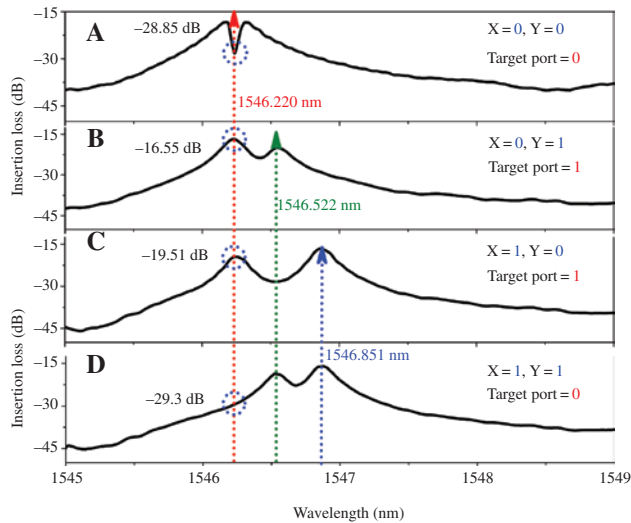 A
−28.85 dB
X = 0, Y = 0
Target port = 0
1546.220 nm
−15
−30
−45
B
−16.55 dB
X = 0, Y = 1
Target port = 1
1546.522 nm
−15
−30
−45
C
−19.51 dB
X = 1, Y = 0
Target port = 1
−15
−30
−45
D
−29.3 dB
1546.851 nm
X = 1, Y = 1
Target port = 0
−15
−30
−45
Insertion loss (dB)
Insertion loss (dB)
1545
1546
1547
1548
1549
Wavelength (nm)